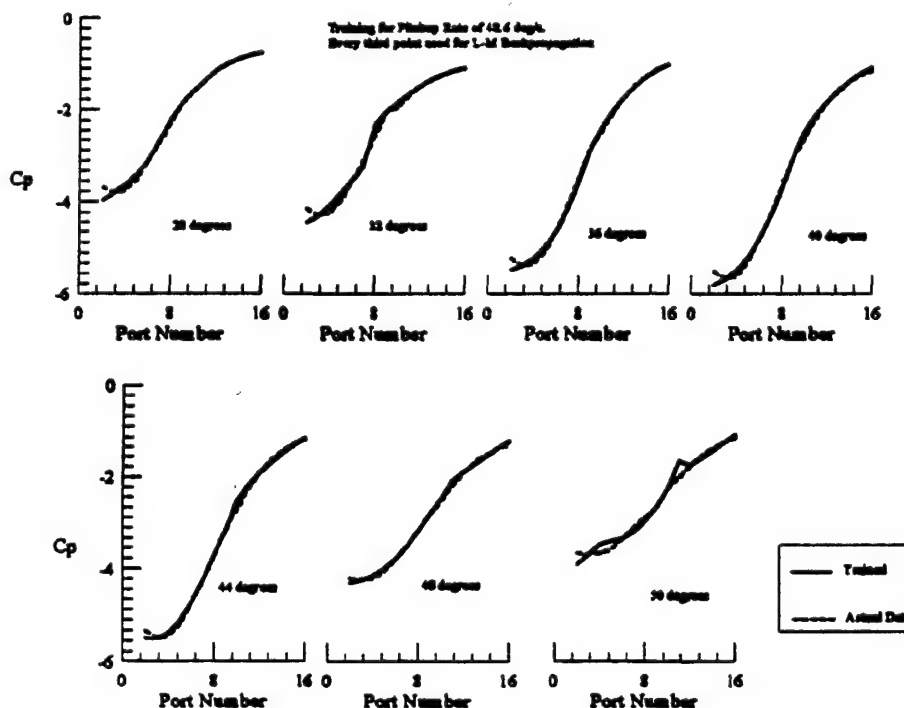 Training for Pitchup Rate of 48.6 deg/s.
Every third point used for L-M Backpropagation
0
-2
Cp
-4
-6
28 degrees
32 degrees
36 degrees
40 degrees
0 8 16 0 8 16 0 8 16 0 8 16
Port Number Port Number Port Number Port Number
0
-2
Cp
-4
-6
44 degrees
48 degrees
50 degrees
Trained
Actual Dat
0 8 16 0 8 16 0 8 16
Port Number Port Number Port Number